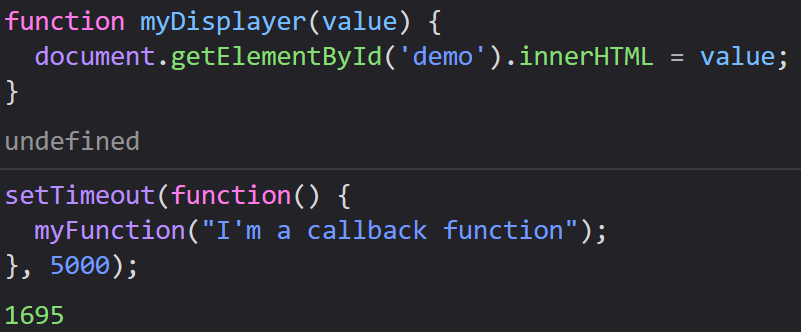 function myDisplayer(value) {
  document.getElementById('demo').innerHTML = value;
}
undefined
setTimeout(function() {
  myFunction("I'm a callback function");
}, 5000);
1695